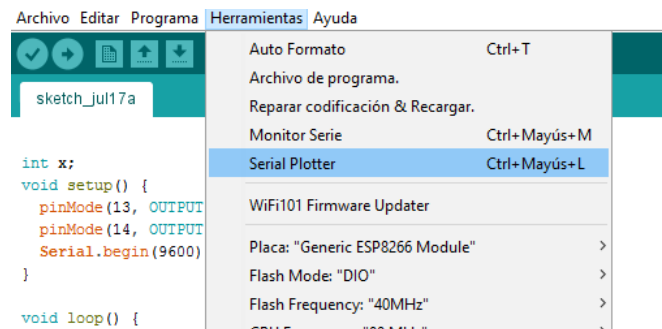 Archivo Editar Programa Herramientas Ayuda
sketch_jul17a
int x;
void setup() {
pinMode(13, OUTPUT
pinMode(14, OUTPUT
Serial.begin(9600)
}
void loop() {
Auto Formato Ctrl+T
Archivo de programa.
Reparar codificación & Recargar.
Monitor Serie Ctrl+Mayús+M
Serial Plotter Ctrl+Mayús+L
WiFi101 Firmware Updater
Placa: "Generic ESP8266 Module"
Flash Mode: "DIO"
Flash Frequency: "40MHz"